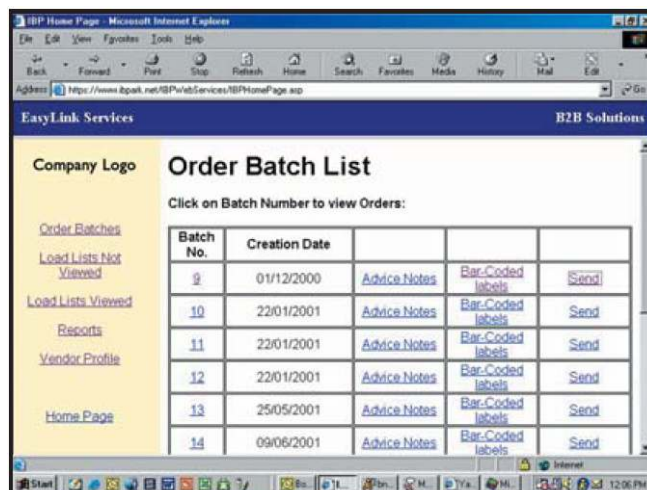 IBP Home Page - Microsoft Internet Explorer
File Edit View Favorites Tools Help
Back Forward Print Stop Refresh Home Search Favorites Media History Mail Edit
Address https://www.ibpark.net/IBPWebServices/IBPHomePage.asp Go
EasyLink Services B2B Solutions
Company Logo
Order Batches
Load Lists Not
Viewed
Load Lists Viewed
Reports
Vendor Profile
Home Page
Order Batch List
Click on Batch Number to view Orders:
Batch
No. Creation Date
9 01/12/2000 Advice Notes Bar-Coded
labels Send
10 22/01/2001 Advice Notes Bar-Coded
labels Send
11 22/01/2001 Advice Notes Bar-Coded
labels Send
12 22/01/2001 Advice Notes Bar-Coded
labels Send
13 25/05/2001 Advice Notes Bar-Coded
labels Send
14 09/06/2001 Advice Notes Bar-Coded
labels Send
Internet
Start 12:06 PM